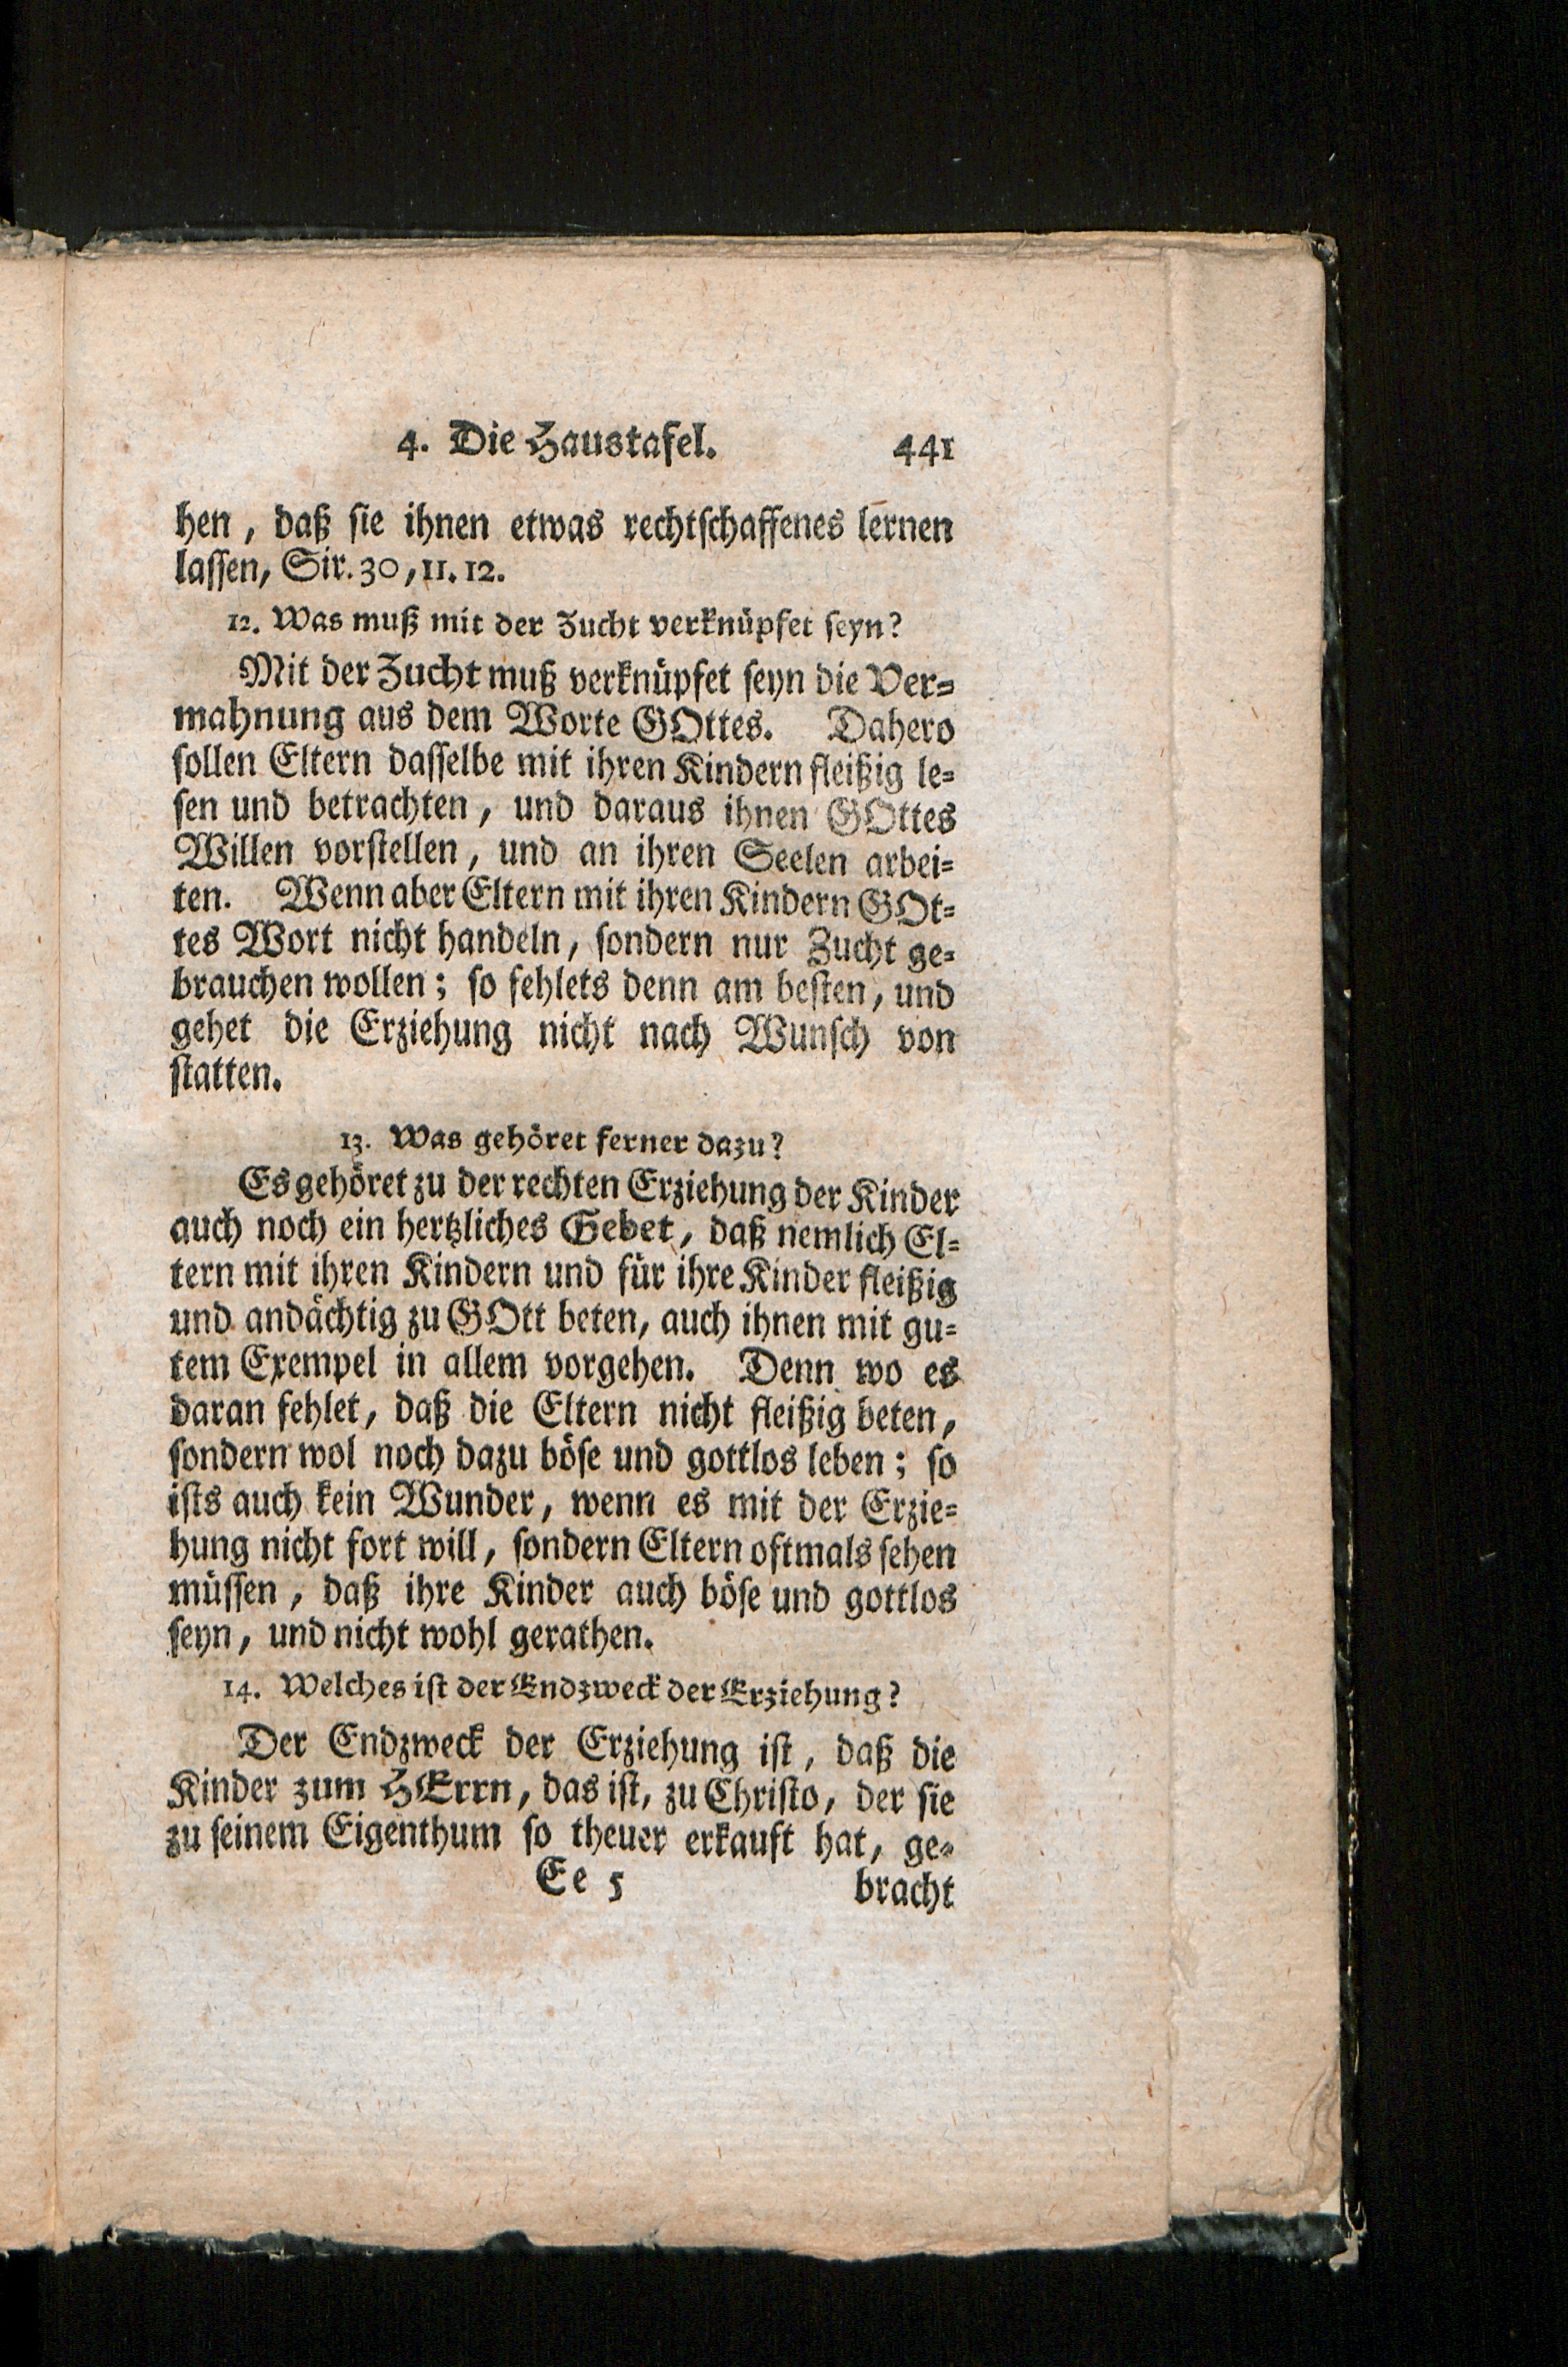 4. Die Haustafel. 441
hen, daß sie ihnen etwas rechtschaffenes lernen
lassen, Sir. 30, 11. 12.
12. Was muß mit der Zucht verknüpfet seyn?
Mit der Zucht muß verknüpfet seyn die Ver=
mahnung aus dem Worte GOttes. Dahero
sollen Eltern dasselbe mit ihren Kindern fleißig le=
sen und betrachten, und daraus ihnen GOttes
Willen vorstellen, und an ihren Seelen arbei=
ten. Wenn aber Eltern mit ihren Kindern GOt=
tes Wort nicht handeln, sondern nur Zucht ge=
brauchen wollen; so fehlets denn am besten, und
gehet die Erziehung nicht nach Wunsch von
statten.
13. Was gehöret ferner dazu?
Es gehöret zu der rechten Erziehung der Kinder
auch noch ein hertzliches Gebet, daß nemlich El=
tern mit ihren Kindern und für ihre Kinder fleißig
und andächtig zu GOtt beten, auch ihnen mit gu=
tem Exempel in allem vorgehen. Denn wo es
daran fehlet, daß die Eltern nicht fleißig beten,
sondern wol noch dazu böse und gottlos leben; so
ists auch kein Wunder, wenn es mit der Erzie=
hung nicht fort will, sondern Eltern oftmals sehen
müssen, daß ihre Kinder auch böse und gottlos
seyn, und nicht wohl gerathen.
14. Welches ist der Endzweck der Erziehung?
Der Endzweck der Erziehung ist, daß die
Kinder zum HErrn, das ist, zu Christo, der sie
zu seinem Eigenthum so theuer erkauft hat, ge=
Ee 5 bracht